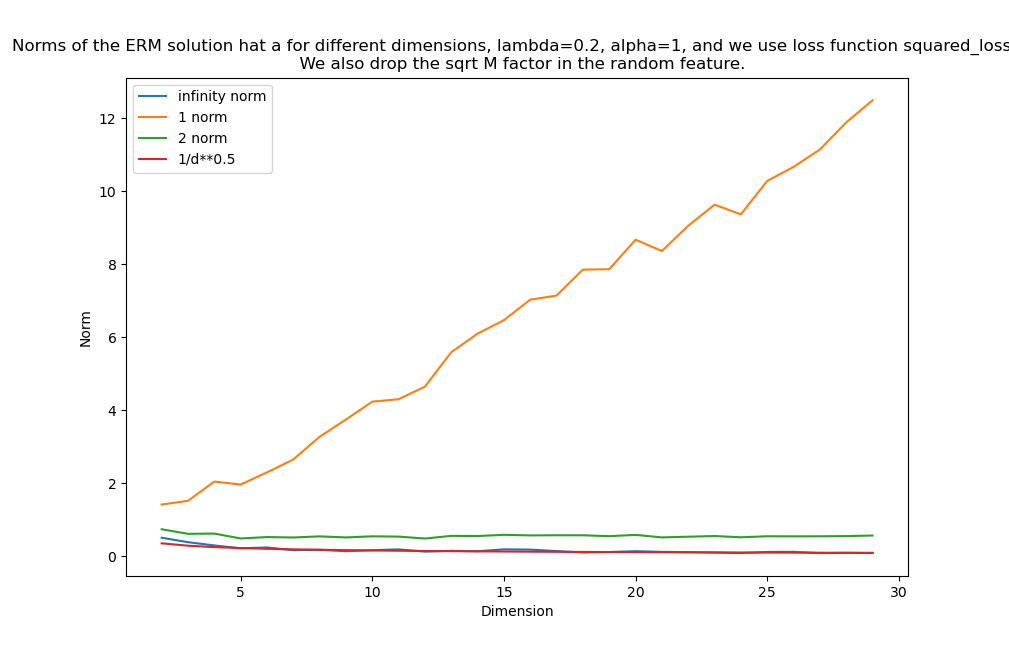 Norms of the ERM solution hat a for different dimensions, lambda=0.2, alpha=1, and we use loss function squared_loss
We also drop the sqrt M factor in the random feature.
infinity norm
1 norm
2 norm
1/d**0.5
12
10
8
6
4
2
0
Norm
5
10
15
20
25
30
Dimension